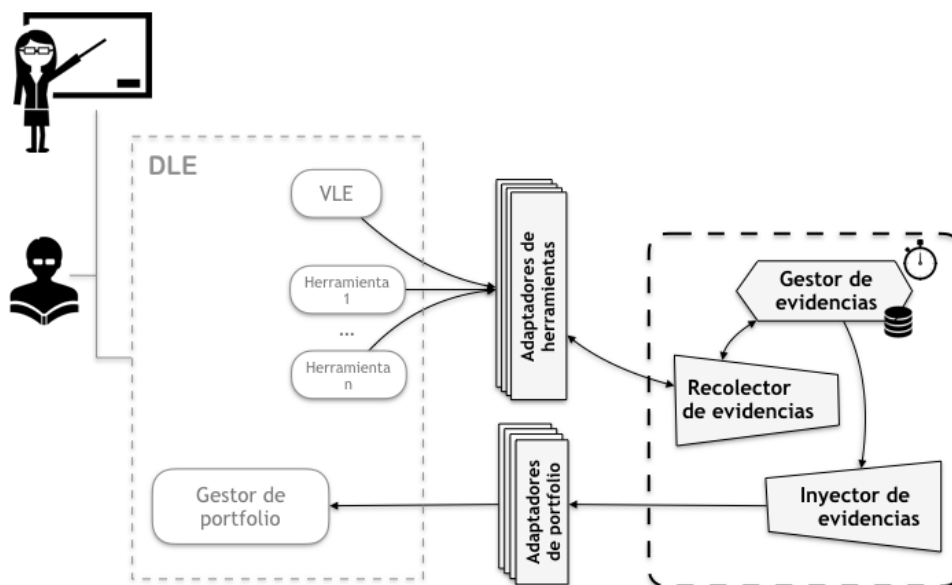 DLE
VLE
Herramienta
1
...
Herramienta
n
Gestor de
portfolio
Adaptadores de
herramientas
Adaptadores
de portfolio
Gestor de
evidencias
Recolector
de evidencias
Inyector de
evidencias